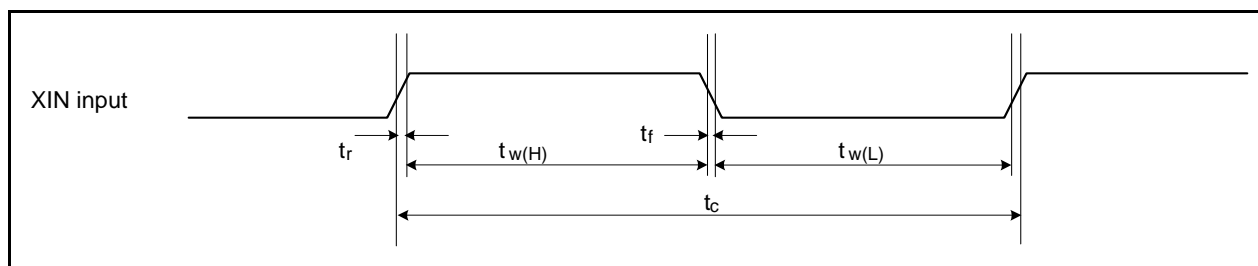 XIN input
tr
tw(H)
tf
tw(L)
tc